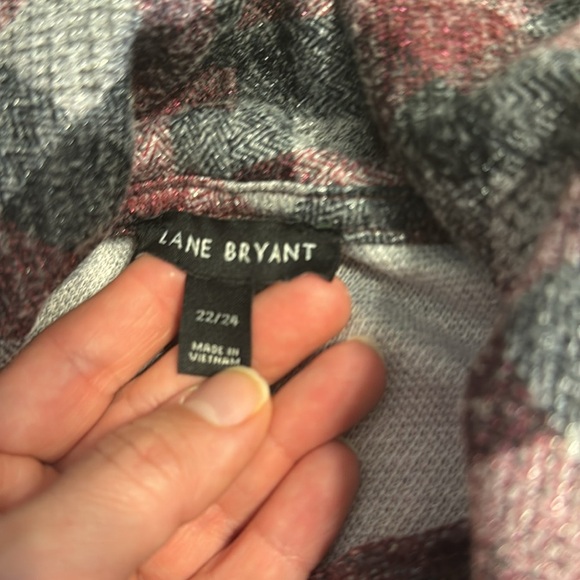 LANE BRYANT
22/24
MADE IN
VIETNAM